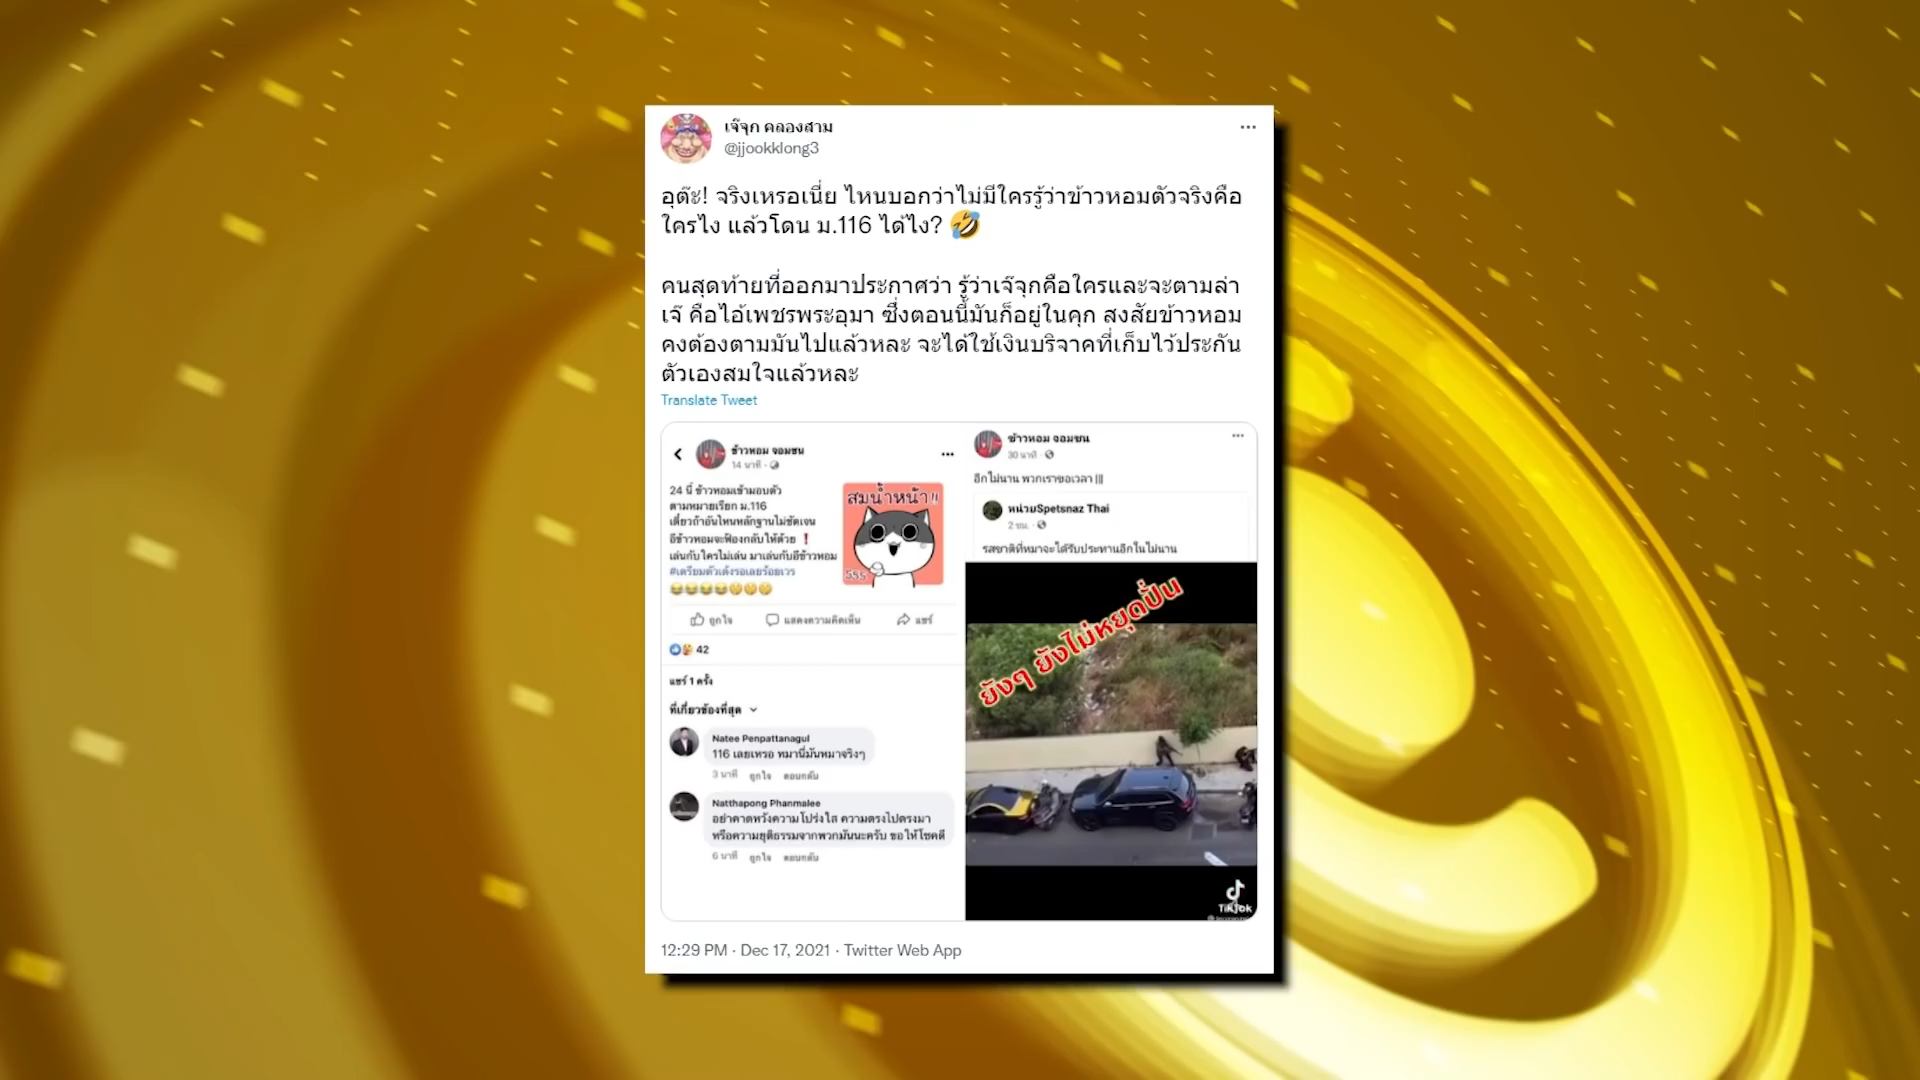 เจ๊จุก คลองสาม
@jjookklong3
อุต๊ะ! จริงเหรอเนี่ย ไหนบอกว่าไม่มีใครรู้ว่าข้าวหอมตัวจริงคือ
ใครไง แล้วโดน ม.116 ได้ไง? 🤣
คนสุดท้ายที่ออกมาประกาศว่า รู้ว่าเจ๊จุกคือใครและจะตามล่า
เจ๊ คือไอ้เพชรพระอุมา ซึ่งตอนนี้มันก็อยู่ในคุก สงสัยข้าวหอม
คงต้องตามมันไปแล้วหละ จะได้ใช้เงินบริจาคที่เก็บไว้ประกัน
ตัวเองสมใจแล้วหละ
Translate Tweet
ข้าวหอม จอมซน
14 นาที
24 นี้ ข้าวหอมเข้ามอบตัว
ตามหมายเรียก ม.116
เดี๋ยวถ้าอันไหนหลักฐานไม่ชัดเจน
อีข้าวหอมจะฟ้องกลับให้ด้วย ❗
เล่นกับใครไม่เล่น มาเล่นกับอีข้าวหอม
#เตรียมตัวเด้งรอเลยร้อยเวร
😂😂😂😂🤭🤭🤭
สมน้ำหน้า!!
555
ถูกใจ แสดงความคิดเห็น แชร์
42
แชร์ 1 ครั้ง
ที่เกี่ยวข้องที่สุด
Natee Penpattanagul
116 เลยเหรอ หมานี่มันหมาจริงๆ
3 นาที ถูกใจ ตอบกลับ
Natthapong Phanmalee
อย่าคาดหวังความโปร่งใส ความตรงไปตรงมา
หรือความยุติธรรมจากพวกมันนะครับ ขอให้โชคดี
6 นาที ถูกใจ ตอบกลับ
ข้าวหอม จอมซน
30 นาที
อีกไม่นาน พวกเราขอเวลา |||
หน่วยSpetsnaz Thai
2 ชม.
รสชาติที่หมาจะได้รับประทานอีกในไม่นาน
ยังๆ ยังไม่หยุดปั่น
TikTok
12:29 PM · Dec 17, 2021 · Twitter Web App